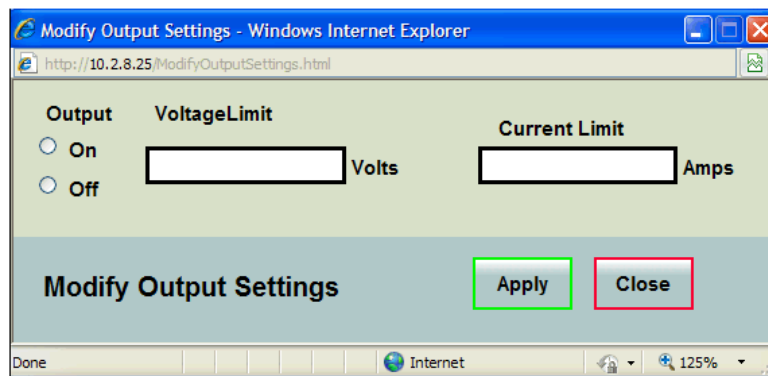 Modify Output Settings - Windows Internet Explorer
http://10.2.8.25/ModifyOutputSettings.html
Output VoltageLimit Current Limit
On
Volts Amps
Off
Modify Output Settings Apply Close
Done Internet 125%